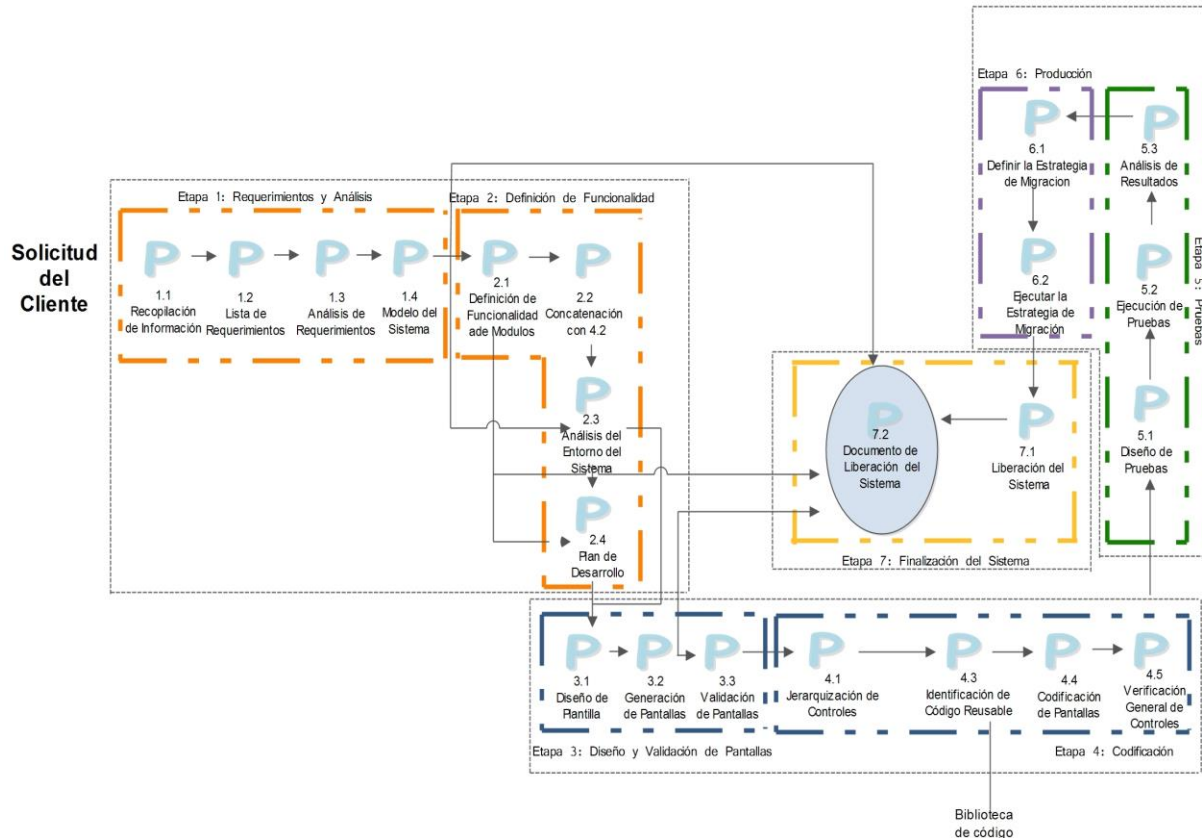 Solicitud
del
Cliente
Etapa 1: Requerimientos y Análisis
P
1.1
Recopilación
de Información
P
1.2
Lista de
Requerimientos
P
1.3
Análisis de
Requerimientos
P
1.4
Modelo del
Sistema
Etapa 2: Definición de Funcionalidad
P
2.1
Definición de
Funcionalidad
ade Modulos
P
2.2
Concatenación
con 4.2
P
2.3
Análisis del
Entorno del
Sistema
P
2.4
Plan de
Desarrollo
P
3.1
Diseño de
Plantilla
P
3.2
Generación
de Pantallas
P
3.3
Validación
de Pantallas
Etapa 3: Diseño y Validación de Pantallas
P
4.1
Jerarquización de
Controles
P
4.3
Identificación de
Código Reusable
P
4.4
Codificación
de Pantallas
P
4.5
Verificación
General de
Controles
Etapa 4: Codificación
Biblioteca
de código
P
5.1
Diseño de
Pruebas
P
5.2
Ejecución de
Pruebas
P
5.3
Análisis de
Resultados
Etapa 5: Pruebas
Etapa 6: Producción
P
6.1
Definir la Estrategia
de Migracion
P
6.2
Ejecutar la
Estrategia de
Migración
P
7.1
Liberación del
Sistema
P
7.2
Documento de
Liberación del
Sistema
Etapa 7: Finalización del Sistema